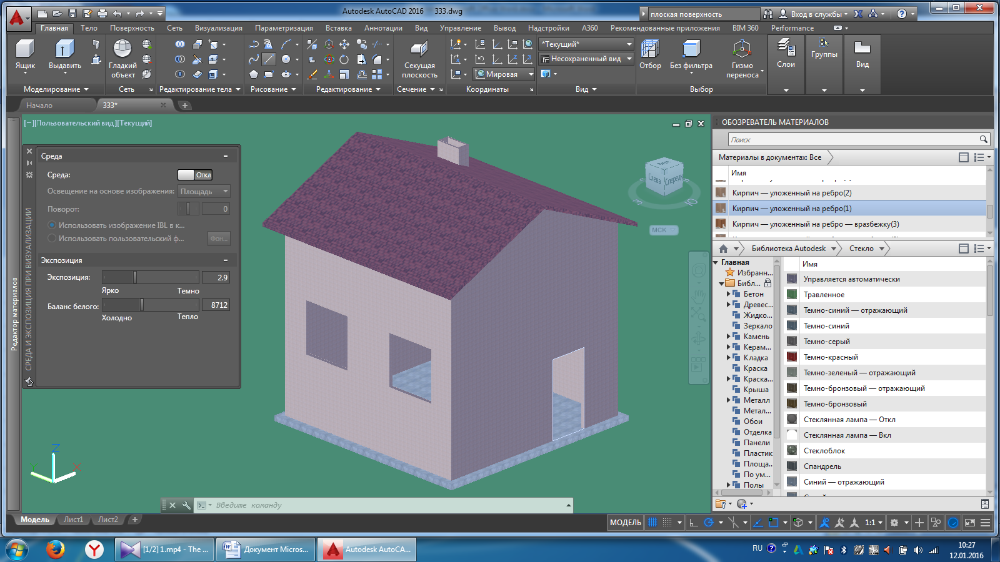 Autodesk AutoCAD 2016 333.dwg
плоская поверхность
Вход в службы
Главная Тело Поверхность Сеть Визуализация Параметризация Вставка Аннотации Вид Управление Вывод Надстройки A360 Рекомендованные приложения BIM 360 Performance
Ящик
Выдавить
Гладкий объект
Секущая плоскость
*Текущий*
Несохраненный вид
Мировая
Отбор
Без фильтра
Гизмо переноса
Слои
Группы
Вид
Моделирование Сеть Редактирование тела Рисование Редактирование Сечение Координаты Вид Выбор
Начало 333*
[−][Пользовательский вид][Текущий]
Среда
Среда: Откл
Освещение на основе изображения: Площадь
Поворот: 0
Использовать изображение IBL в к...
Использовать пользовательский ф...
Фон...
Экспозиция
Экспозиция: 2.9
Ярко Темно
Баланс белого: 8712
Холодно Тепло
СРЕДА И ЭКСПОЗИЦИЯ ПРИ ВИЗУАЛИЗАЦИИ
Редактор материалов
Слева Спереди
З Ю
МСК
Z
Введите команду
Модель Лист1 Лист2
ОБОЗРЕВАТЕЛЬ МАТЕРИАЛОВ
Поиск
Материалы в документах: Все
Имя
Кирпич — уложенный на ребро(2)
Кирпич — уложенный на ребро(1)
Кирпич — уложенный на ребро — вразбежку(3)
Библиотека Autodesk Стекло
Главная
Избранн...
Библ...
Бетон
Древес...
Жидко...
Зеркало
Камень
Керам...
Кладка
Краска
Краска...
Крыша
Металл
Метал...
Обои
Отделка
Панели
Пластик
Площа...
По ум...
Полы
Имя
Управляется автоматически
Травленное
Темно-синий — отражающий
Темно-синий
Темно-серый
Темно-красный
Темно-зеленый — отражающий
Темно-бронзовый — отражающий
Темно-бронзовый
Стеклянная лампа — Откл
Стеклянная лампа — Вкл
Стеклоблок
Спандрель
Синий — отражающий
МОДЕЛЬ 1:1
[1/2] 1.mp4 - The ...
Документ Micros...
Autodesk AutoCA...
RU
10:27
12.01.2016